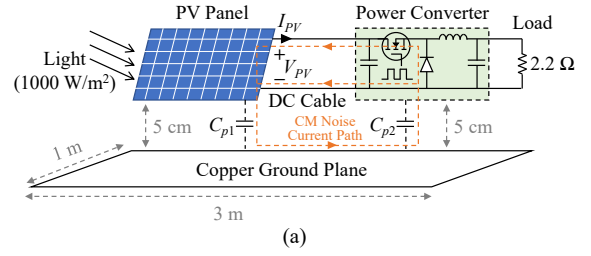 PV Panel
I_PV
Power Converter
Load
Light
(1000 W/m²)
+
V_PV
−
2.2 Ω
DC Cable
5 cm
C_p1
CM Noise
Current Path
C_p2
5 cm
1 m
Copper Ground Plane
3 m
(a)